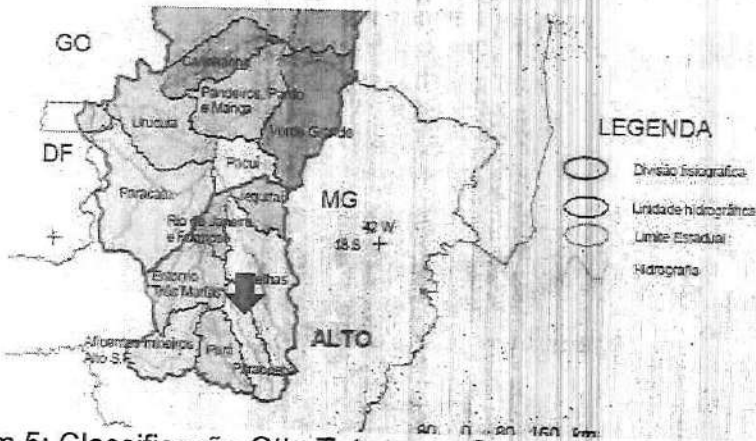 GO
Carinhanha
Pandeiros, Pardo
e Manga
Urucuia
Verde Grande
LEGENDA
DF
Pacuí
Divisão fisiográfica
Paracatu
Jequitaí
MG
Rio de Janeiro
e Formoso
42 W
18 S
Unidade hidrográfica
Limite Estadual
Entorno
Três Marias
elhas
Hidrografia
Afluentes mineiros
Alto S.F.
Pará
Paraopeba
ALTO
80 0 80 160 km
m 5: Classificação